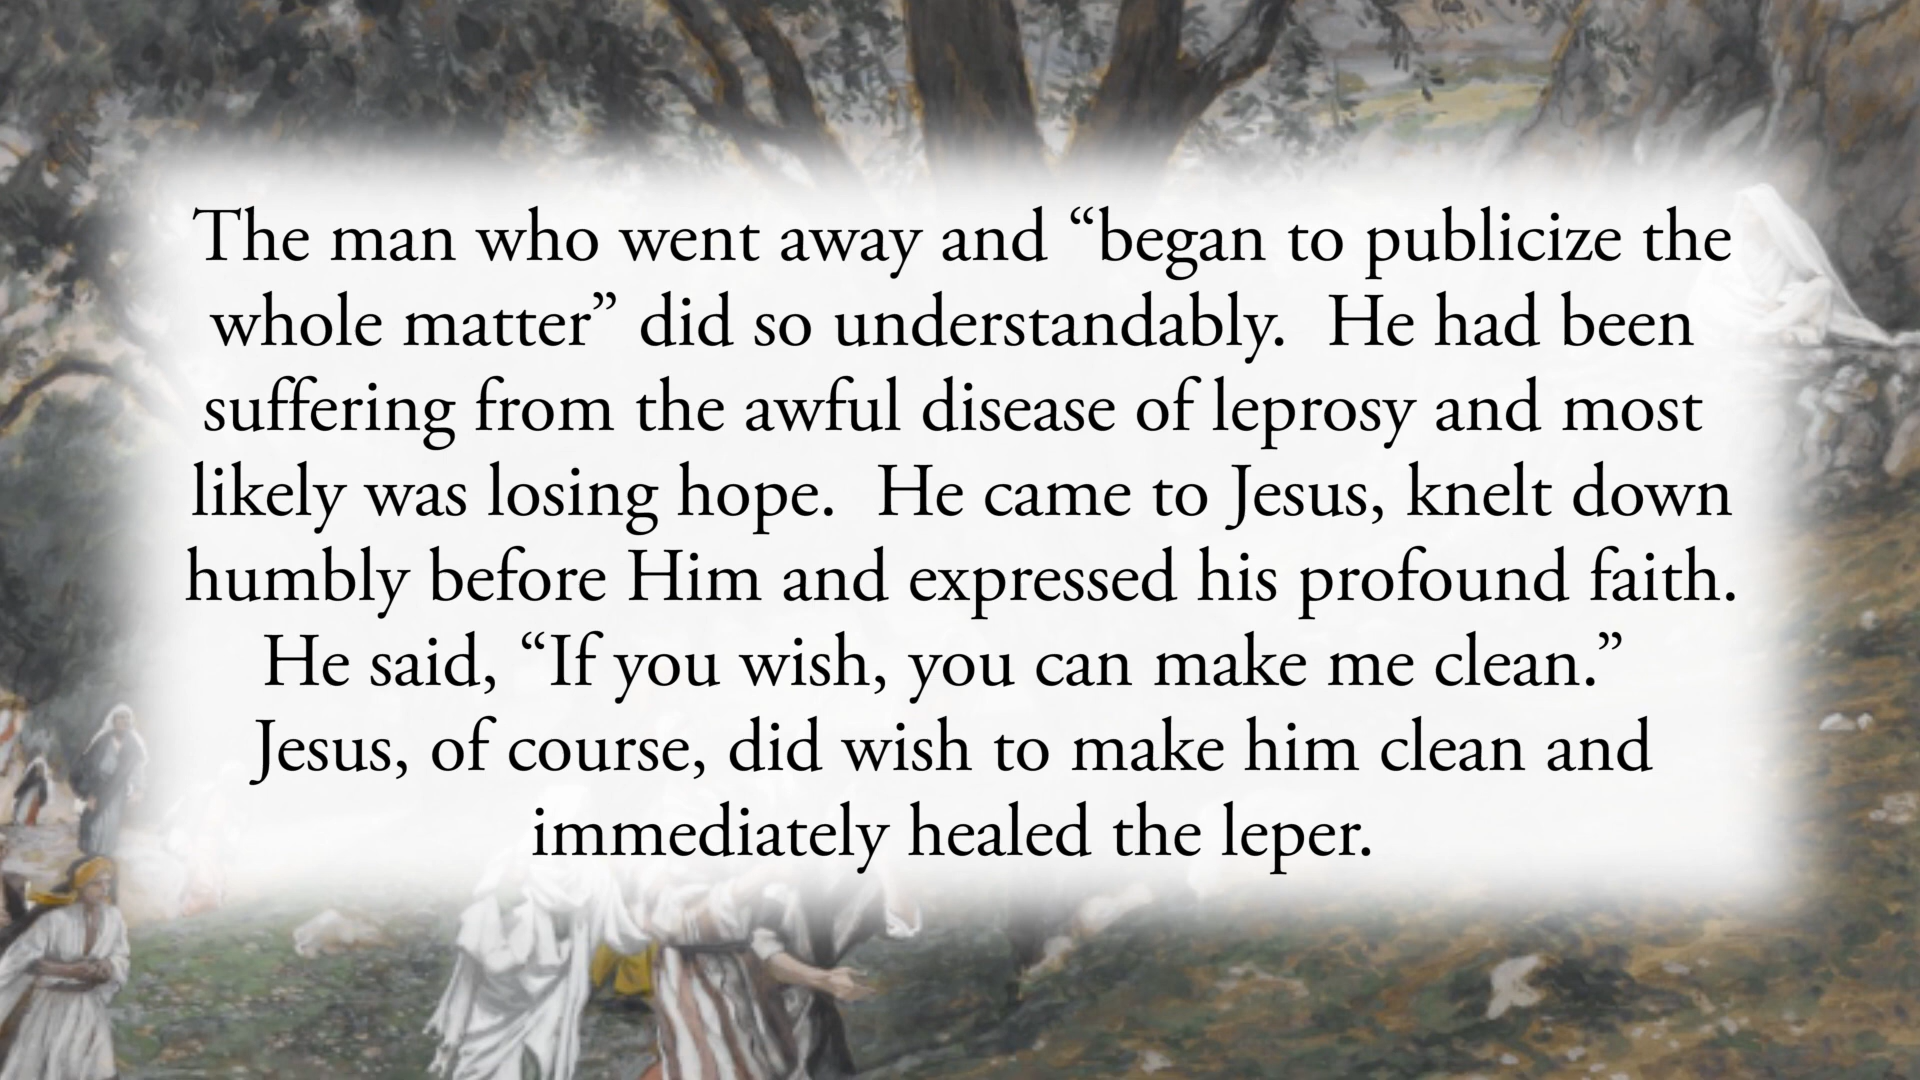 The man who went away and “began to publicize the
whole matter” did so understandably.  He had been
suffering from the awful disease of leprosy and most
likely was losing hope.  He came to Jesus, knelt down
humbly before Him and expressed his profound faith.
He said, “If you wish, you can make me clean.”
Jesus, of course, did wish to make him clean and
immediately healed the leper.